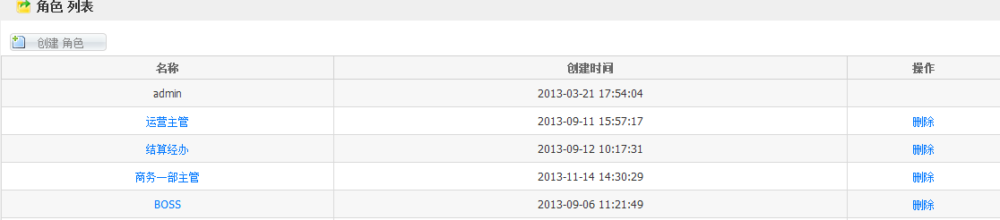 角色 列表
创建 角色
名称 创建时间 操作
admin 2013-03-21 17:54:04
运营主管 2013-09-11 15:57:17 删除
结算经办 2013-09-12 10:17:31 删除
商务一部主管 2013-11-14 14:30:29 删除
BOSS 2013-09-06 11:21:49 删除